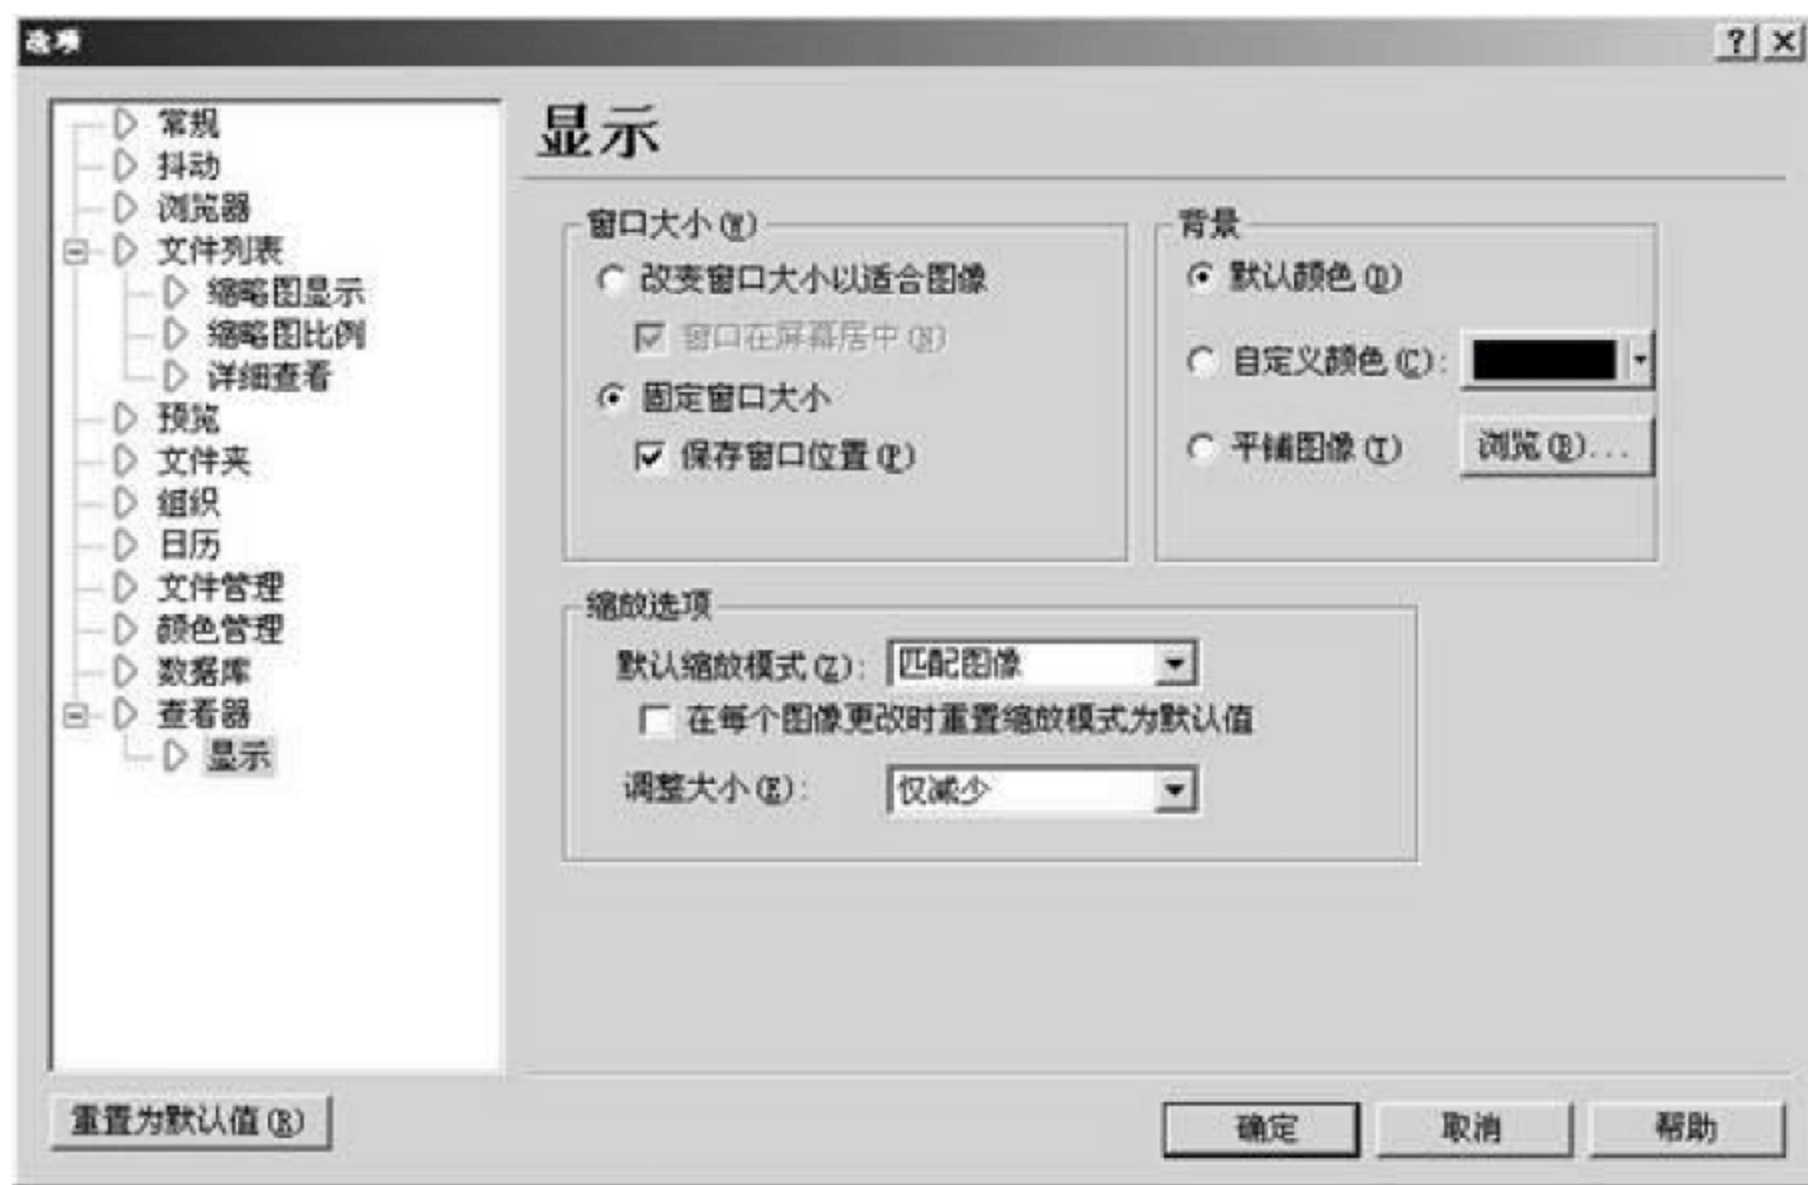 选项
常规
抖动
浏览器
文件列表
缩略图显示
缩略图比例
详细查看
预览
文件夹
组织
日历
文件管理
颜色管理
数据库
查看器
显示
显示
窗口大小(W)
改变窗口大小以适合图像
窗口在屏幕居中(N)
固定窗口大小
保存窗口位置(P)
背景
默认颜色(D)
自定义颜色(C):
平铺图像(T)
浏览(B)...
缩放选项
默认缩放模式(Z): 匹配图像
在每个图像更改时重置缩放模式为默认值
调整大小(E): 仅减少
重置为默认值(R)
确定
取消
帮助